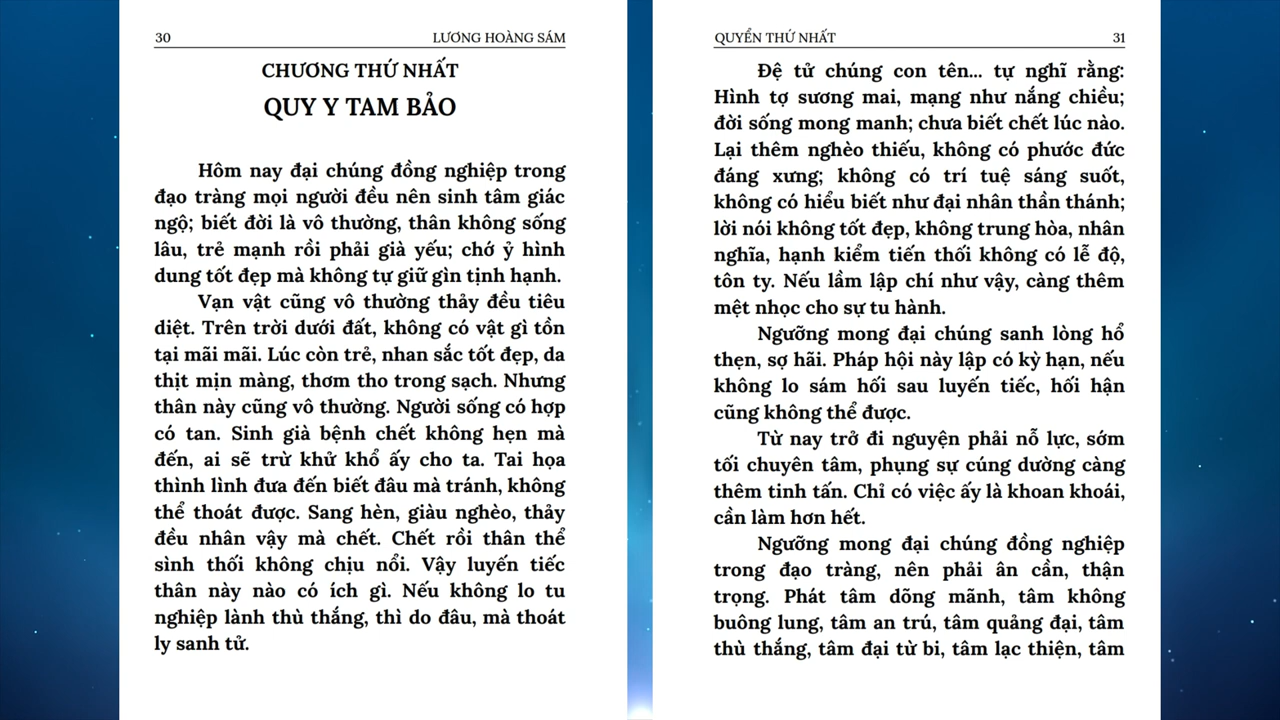 30 LƯƠNG HOÀNG SÁM
CHƯƠNG THỨ NHẤT
QUY Y TAM BẢO
Hôm nay đại chúng đồng nghiệp trong
đạo tràng mọi người đều nên sinh tâm giác
ngộ; biết đời là vô thường, thân không sống
lâu, trẻ mạnh rồi phải già yếu; chớ ỷ hình
dung tốt đẹp mà không tự giữ gìn tịnh hạnh.
Vạn vật cũng vô thường thảy đều tiêu
diệt. Trên trời dưới đất, không có vật gì tồn
tại mãi mãi. Lúc còn trẻ, nhan sắc tốt đẹp, da
thịt mịn màng, thơm tho trong sạch. Nhưng
thân này cũng vô thường. Người sống có hợp
có tan. Sinh già bệnh chết không hẹn mà
đến, ai sẽ trừ khử khổ ấy cho ta. Tai họa
thình lình đưa đến biết đâu mà tránh, không
thể thoát được. Sang hèn, giàu nghèo, thảy
đều nhân vậy mà chết. Chết rồi thân thể
sình thối không chịu nổi. Vậy luyến tiếc
thân này nào có ích gì. Nếu không lo tu
nghiệp lành thù thắng, thì do đâu, mà thoát
ly sanh tử.
QUYỂN THỨ NHẤT 31
Đệ tử chúng con tên... tự nghĩ rằng:
Hình tợ sương mai, mạng như nắng chiều;
đời sống mong manh; chưa biết chết lúc nào.
Lại thêm nghèo thiếu, không có phước đức
đáng xưng; không có trí tuệ sáng suốt,
không có hiểu biết như đại nhân thần thánh;
lời nói không tốt đẹp, không trung hòa, nhân
nghĩa, hạnh kiểm tiến thối không có lễ độ,
tôn ty. Nếu lầm lập chí như vậy, càng thêm
mệt nhọc cho sự tu hành.
Ngưỡng mong đại chúng sanh lòng hổ
thẹn, sợ hãi. Pháp hội này lập có kỳ hạn, nếu
không lo sám hối sau luyến tiếc, hối hận
cũng không thể được.
Từ nay trở đi nguyện phải nỗ lực, sớm
tối chuyên tâm, phụng sự cúng dường càng
thêm tinh tấn. Chỉ có việc ấy là khoan khoái,
cần làm hơn hết.
Ngưỡng mong đại chúng đồng nghiệp
trong đạo tràng, nên phải ân cần, thận
trọng. Phát tâm dõng mãnh, tâm không
buông lung, tâm an trú, tâm quảng đại, tâm
thù thắng, tâm đại từ bi, tâm lạc thiện, tâm